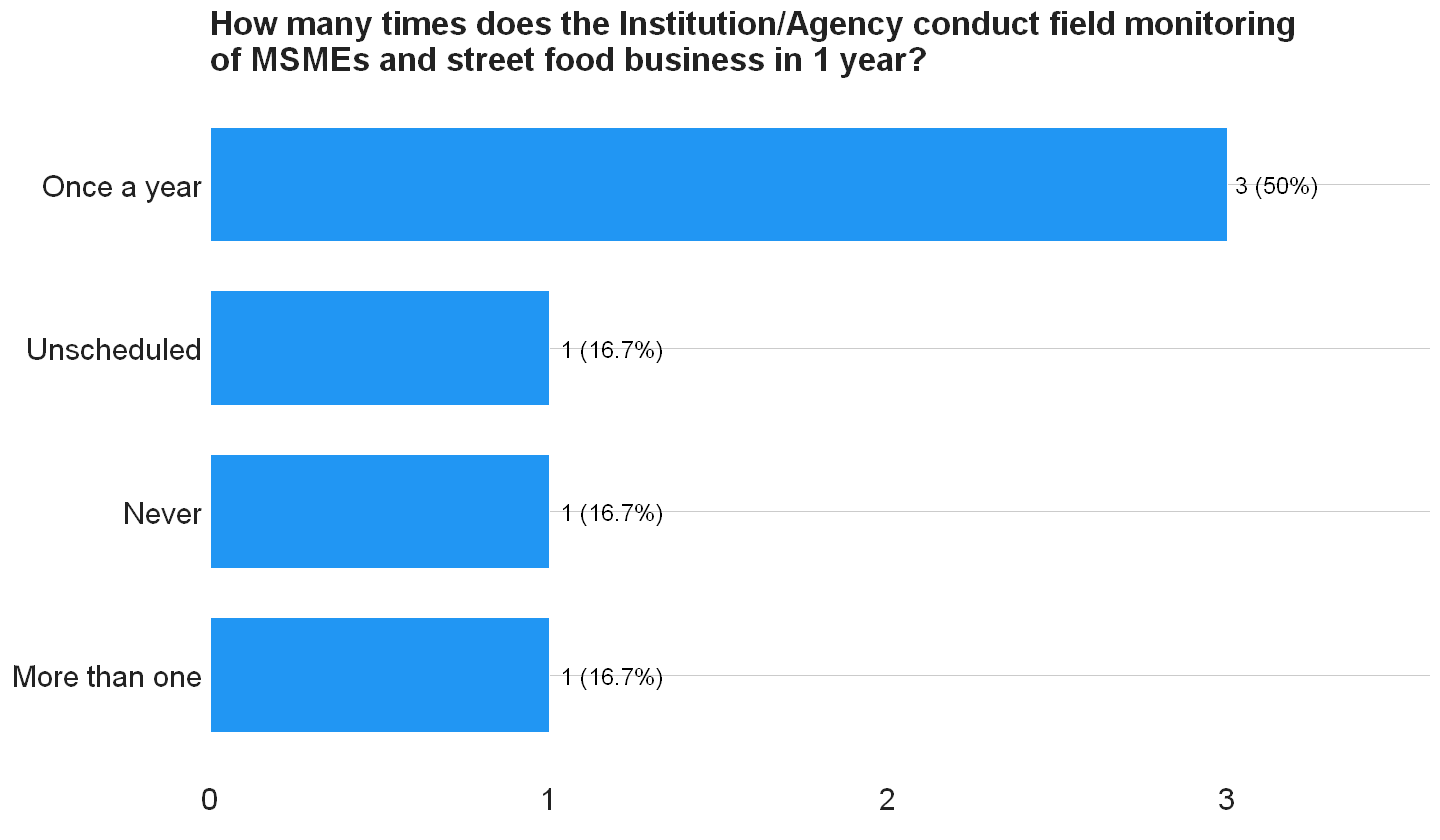 How many times does the Institution/Agency conduct field monitoring
of MSMEs and street food business in 1 year?
Once a year
3 (50%)
Unscheduled
1 (16.7%)
Never
1 (16.7%)
More than one
1 (16.7%)
0
1
2
3